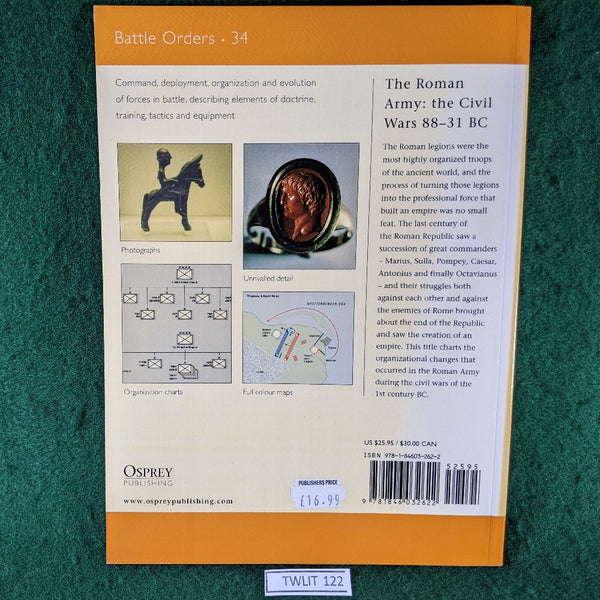 Battle Orders • 34
Command, deployment, organization and evolution
of forces in battle, describing elements of doctrine,
training, tactics and equipment
Photographs
Unrivalled detail
MEDITERRANEAN SEA
Organization charts
Full colour maps
The Roman
Army: the Civil
Wars 88–31 BC
The Roman legions were the
most highly organized troops
of the ancient world, and the
process of turning those legions
into the professional force that
built an empire was no small
feat. The last century of
the Roman Republic saw a
succession of great commanders
– Marius, Sulla, Pompey, Caesar,
Antonius and finally Octavianus
– and their struggles both
against each other and against
the enemies of Rome brought
about the end of the Republic
and saw the creation of an
empire. This title charts the
organizational changes that
occurred in the Roman Army
during the civil wars of the
1st century BC.
US $25.95 / $30.00 CAN
ISBN 978-1-84603-262-2
52595
9 781846 032622
OSPREY
PUBLISHING
www.ospreypublishing.com
PUBLISHERS PRICE
£16.99
TWLIT 122